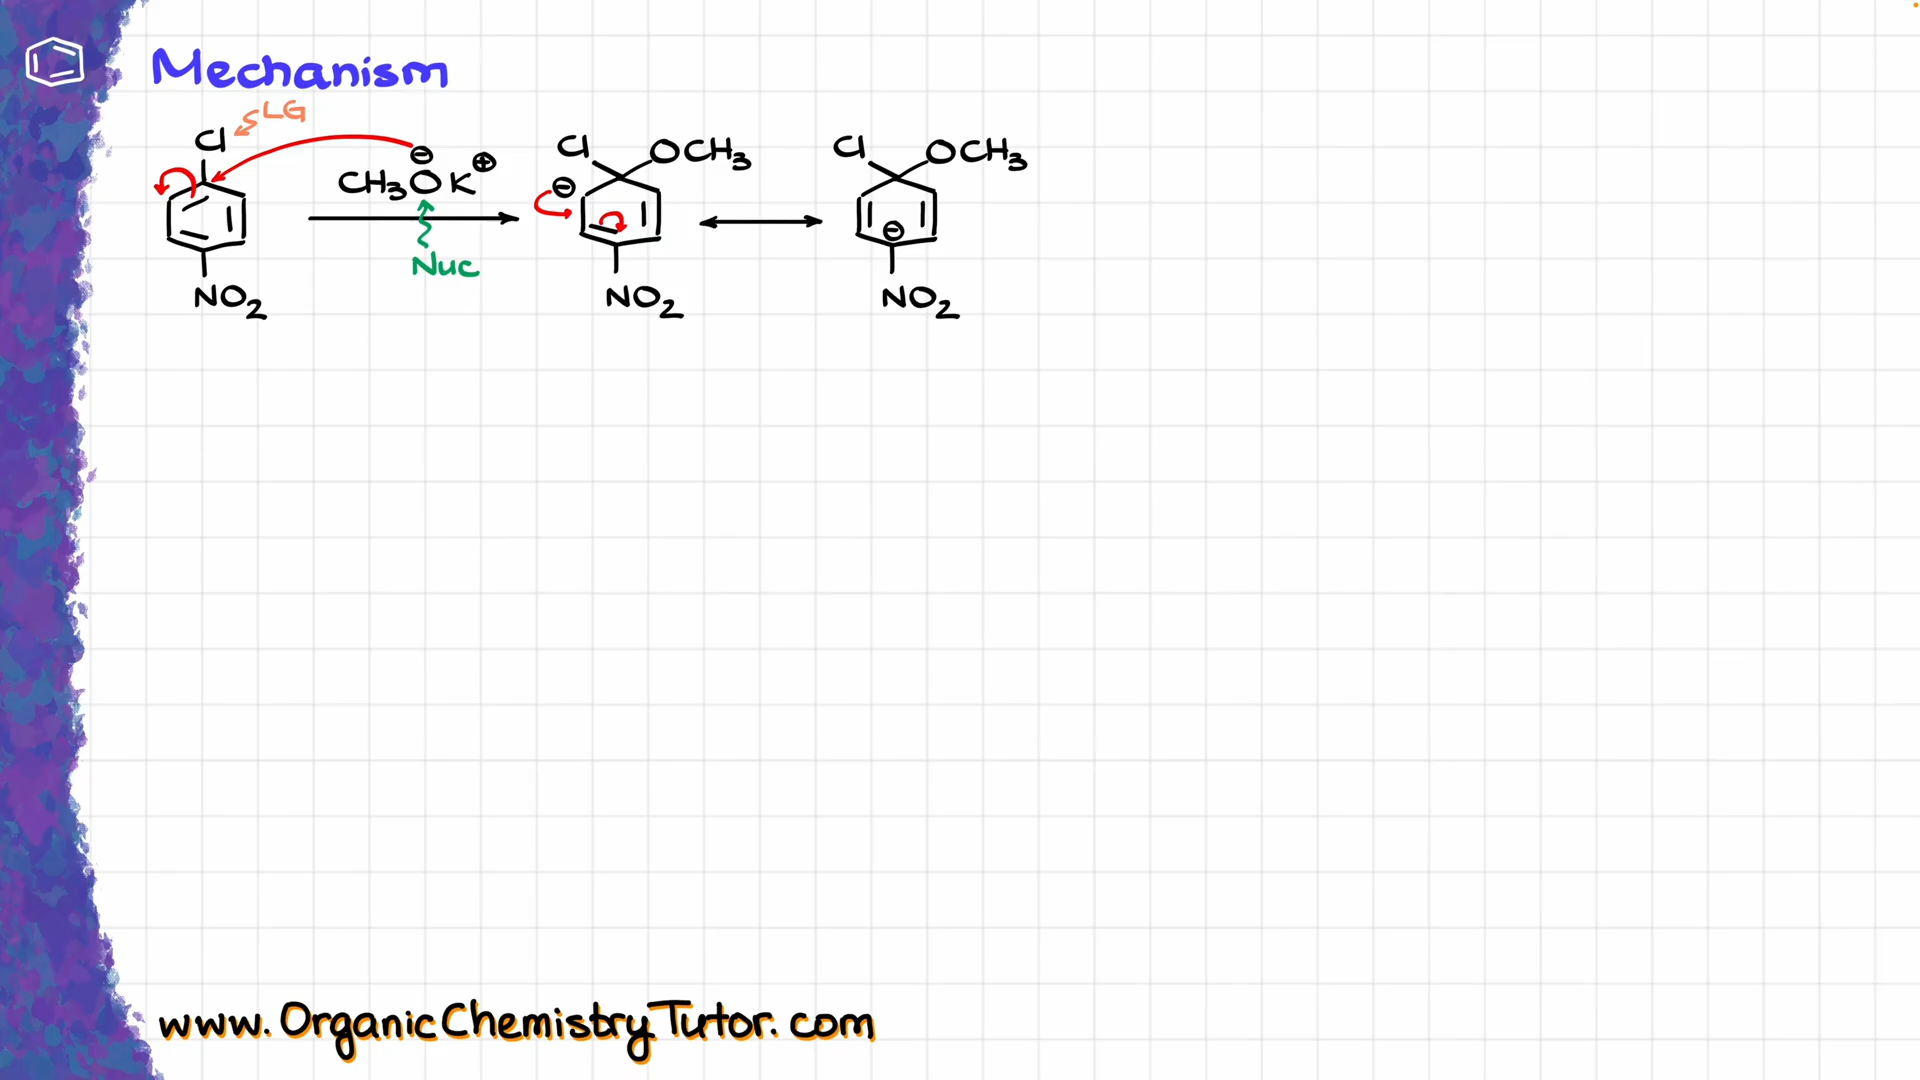 Mechanism
LG
Cl
CH₃O⊖ K⊕
Nuc
NO₂
Cl OCH₃
⊖
NO₂
Cl OCH₃
⊖
NO₂
www.OrganicChemistryTutor.com